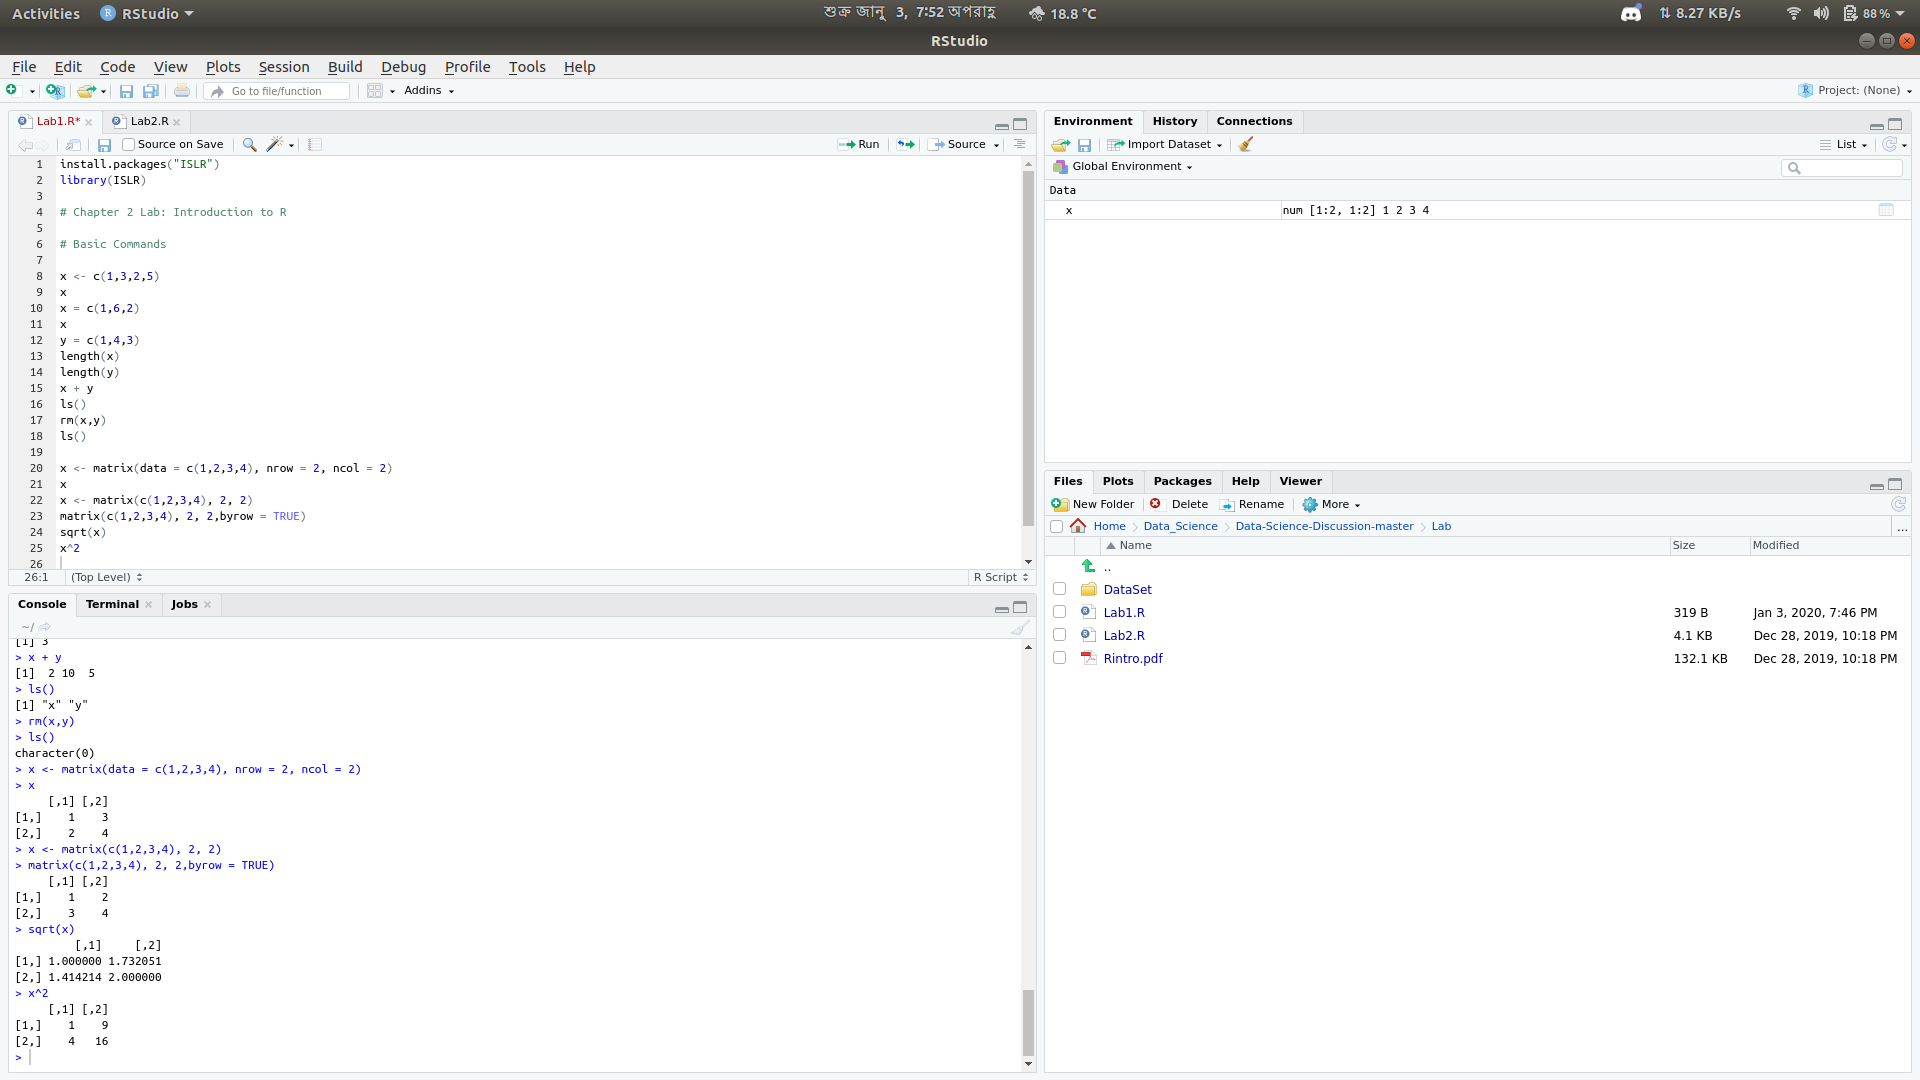 Activities RStudio শুক্র জানু 3, 7:52 অপরাহ্ণ 18.8 °C 8.27 KB/s 88 %
RStudio
File Edit Code View Plots Session Build Debug Profile Tools Help
Go to file/function Addins Project: (None)
Lab1.R* Lab2.R
Source on Save Run Source
1 install.packages("ISLR")
2 library(ISLR)
3
4 # Chapter 2 Lab: Introduction to R
5
6 # Basic Commands
7
8 x <- c(1,3,2,5)
9 x
10 x = c(1,6,2)
11 x
12 y = c(1,4,3)
13 length(x)
14 length(y)
15 x + y
16 ls()
17 rm(x,y)
18 ls()
19
20 x <- matrix(data = c(1,2,3,4), nrow = 2, ncol = 2)
21 x
22 x <- matrix(c(1,2,3,4), 2, 2)
23 matrix(c(1,2,3,4), 2, 2,byrow = TRUE)
24 sqrt(x)
25 x^2
26
26:1 (Top Level) R Script
Console Terminal Jobs
~/
[1] 3
> x + y
[1]  2 10  5
> ls()
[1] "x" "y"
> rm(x,y)
> ls()
character(0)
> x <- matrix(data = c(1,2,3,4), nrow = 2, ncol = 2)
> x
     [,1] [,2]
[1,]    1    3
[2,]    2    4
> x <- matrix(c(1,2,3,4), 2, 2)
> matrix(c(1,2,3,4), 2, 2,byrow = TRUE)
     [,1] [,2]
[1,]    1    2
[2,]    3    4
> sqrt(x)
         [,1]     [,2]
[1,] 1.000000 1.732051
[2,] 1.414214 2.000000
> x^2
     [,1] [,2]
[1,]    1    9
[2,]    4   16
>
Environment History Connections
Import Dataset List
Global Environment
Data
x num [1:2, 1:2] 1 2 3 4
Files Plots Packages Help Viewer
New Folder Delete Rename More
Home Data_Science Data-Science-Discussion-master Lab ...
Name Size Modified
..
DataSet
Lab1.R 319 B Jan 3, 2020, 7:46 PM
Lab2.R 4.1 KB Dec 28, 2019, 10:18 PM
Rintro.pdf 132.1 KB Dec 28, 2019, 10:18 PM